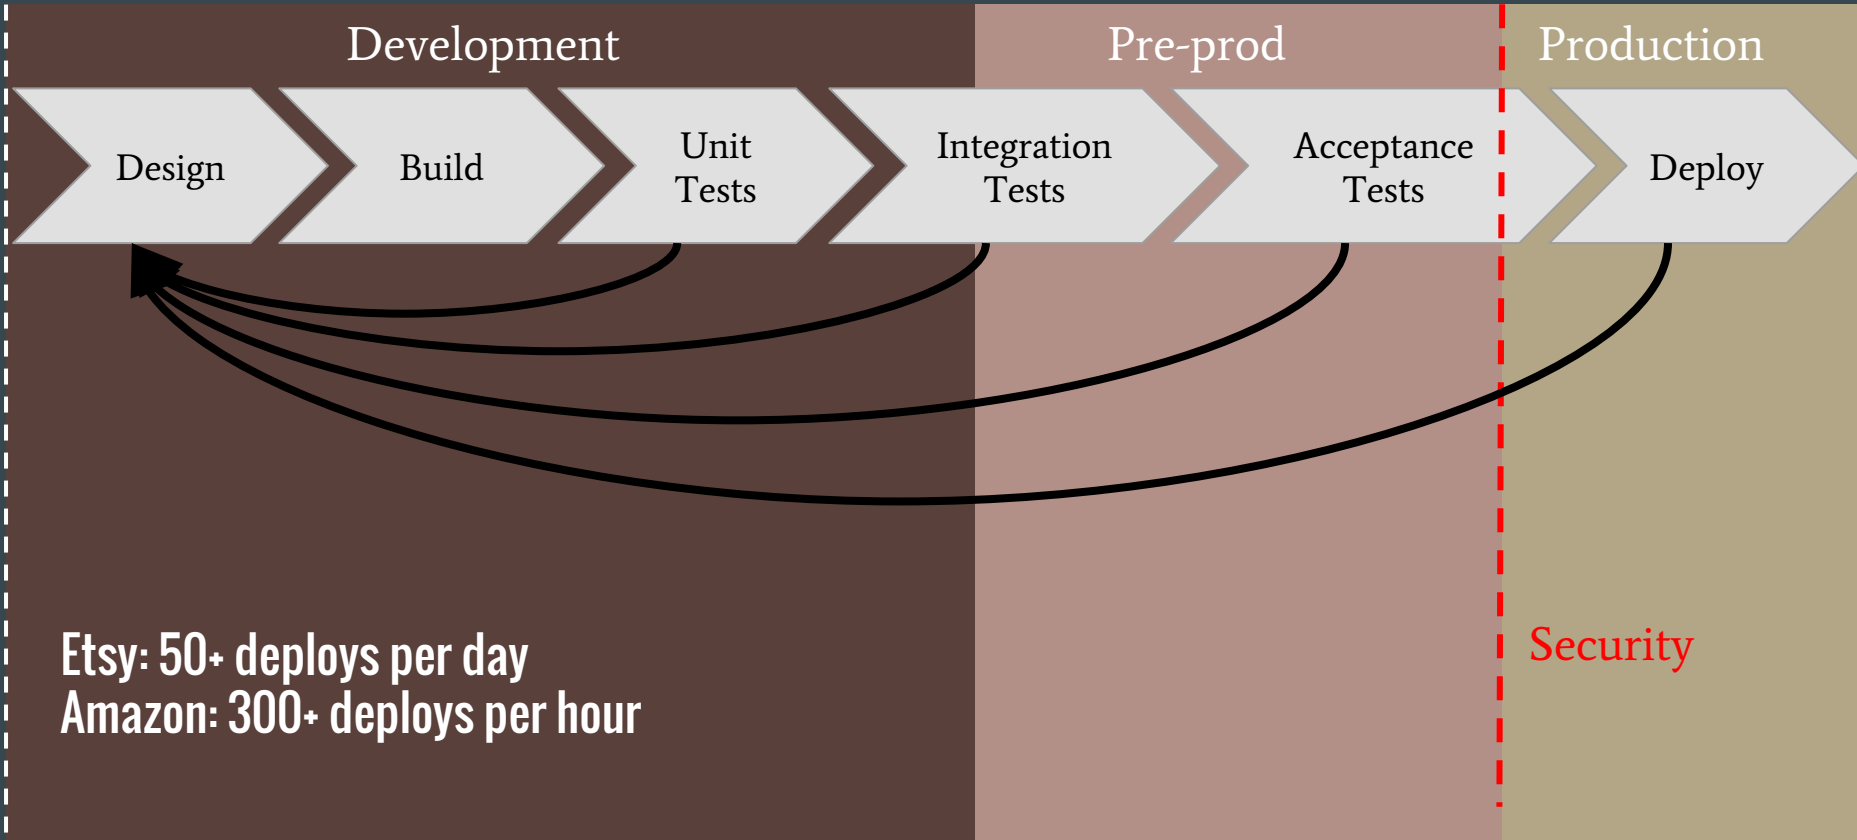 Development
Pre-prod
Production
Design
Build
Unit
Tests
Integration
Tests
Acceptance
Tests
Deploy
Etsy: 50+ deploys per day
Amazon: 300+ deploys per hour
Security